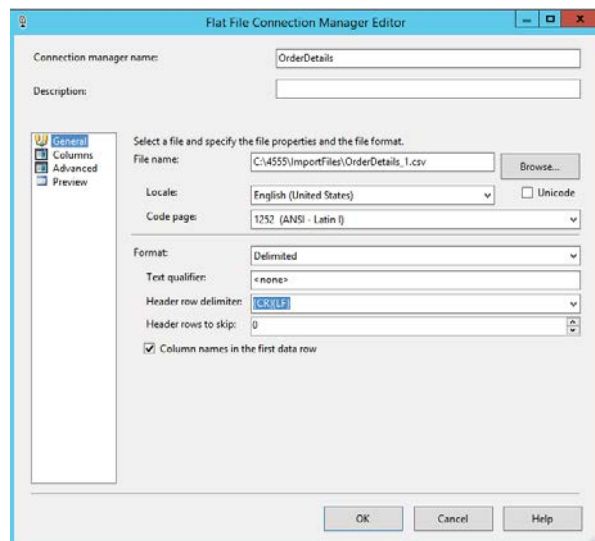 Flat File Connection Manager Editor
Connection manager name: OrderDetails
Description:
General
Columns
Advanced
Preview
Select a file and specify the file properties and the file format.
File name: C:\4555\ImportFiles\OrderDetails_1.csv Browse...
Locale: English (United States) Unicode
Code page: 1252 (ANSI - Latin I)
Format: Delimited
Text qualifier: <none>
Header row delimiter: {CR}{LF}
Header rows to skip: 0
Column names in the first data row
OK Cancel Help